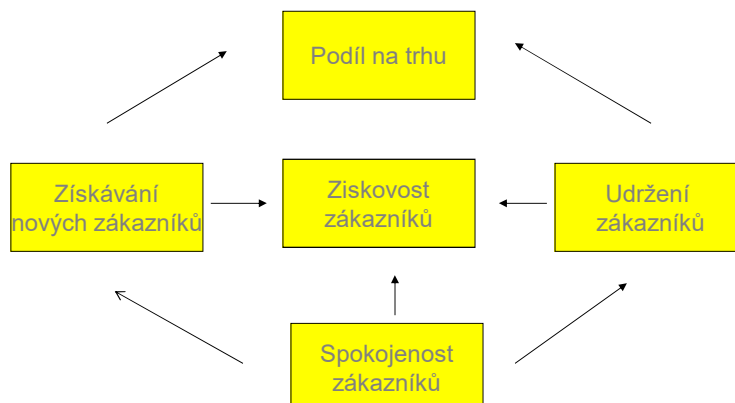 Podíl na trhu
Získávání
nových zákazníků
Ziskovost
zákazníků
Udržení
zákazníků
Spokojenost
zákazníků